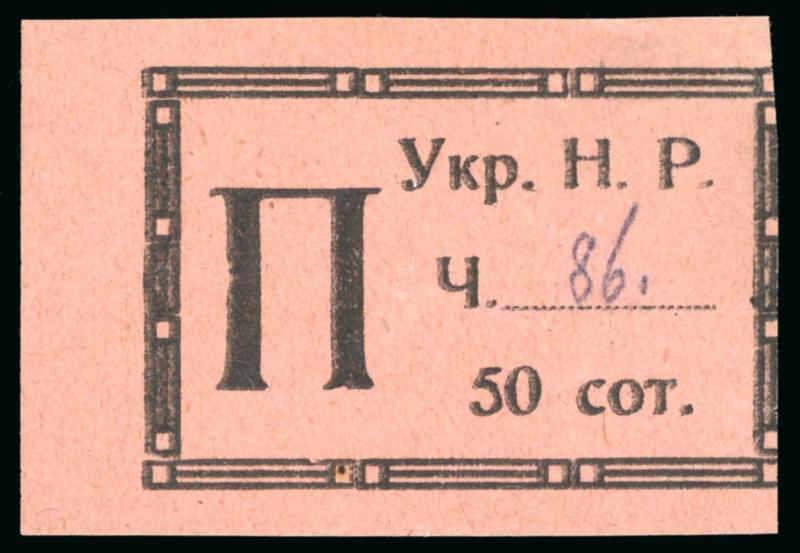 П
Укр. Н. Р.
Ч. 86.
50 сот.